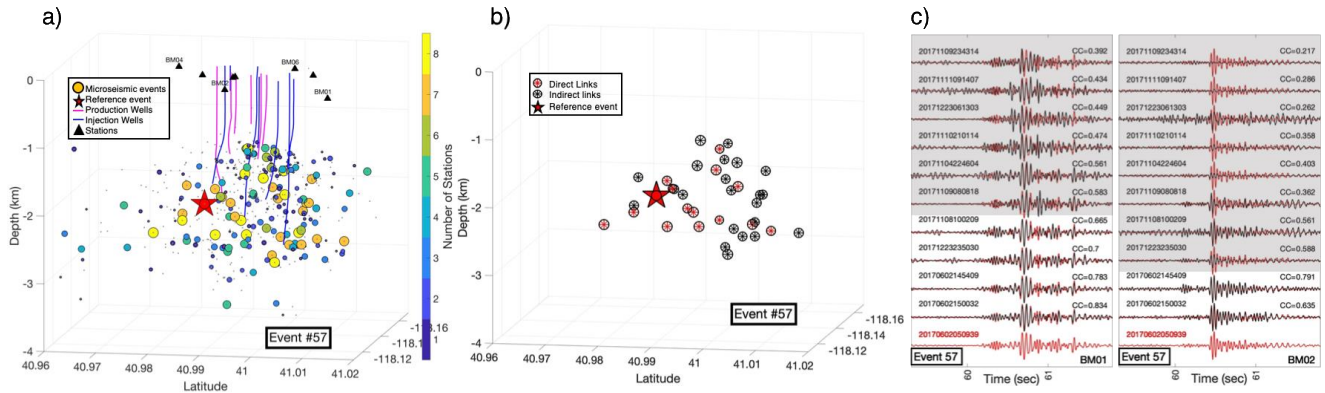 a)
BM04
BM06
BM02
BM01
Microseismic events
Reference event
Production Wells
Injection Wells
Stations
0
-1
-2
-3
-4
Depth (km)
40.96
40.97
40.98
40.99
41
41.01
41.02
Latitude
-118.16
-118.14
-118.12
Event #57
8
7
6
5
4
3
2
1
Number of Stations
b)
Direct Links
Indirect links
Reference event
0
-1
-2
-3
-4
Depth (km)
40.96
40.97
40.98
40.99
41
41.01
41.02
Latitude
-118.16
-118.14
-118.12
Event #57
c)
20171109234314 CC=0.392
20171111091407 CC=0.434
20171223061303 CC=0.449
20171110210114 CC=0.474
20171104224604 CC=0.561
20171109080818 CC=0.583
20171108100209 CC=0.665
20171223235030 CC=0.7
20170602145409 CC=0.783
20170602150032 CC=0.834
20170602050939
Event 57
BM01
60
61
Time (sec)
20171109234314 CC=0.217
20171111091407 CC=0.286
20171223061303 CC=0.262
20171110210114 CC=0.358
20171104224604 CC=0.403
20171109080818 CC=0.362
20171108100209 CC=0.561
20171223235030 CC=0.588
20170602145409 CC=0.791
20170602150032 CC=0.635
20170602050939
Event 57
BM02
60
61
Time (sec)